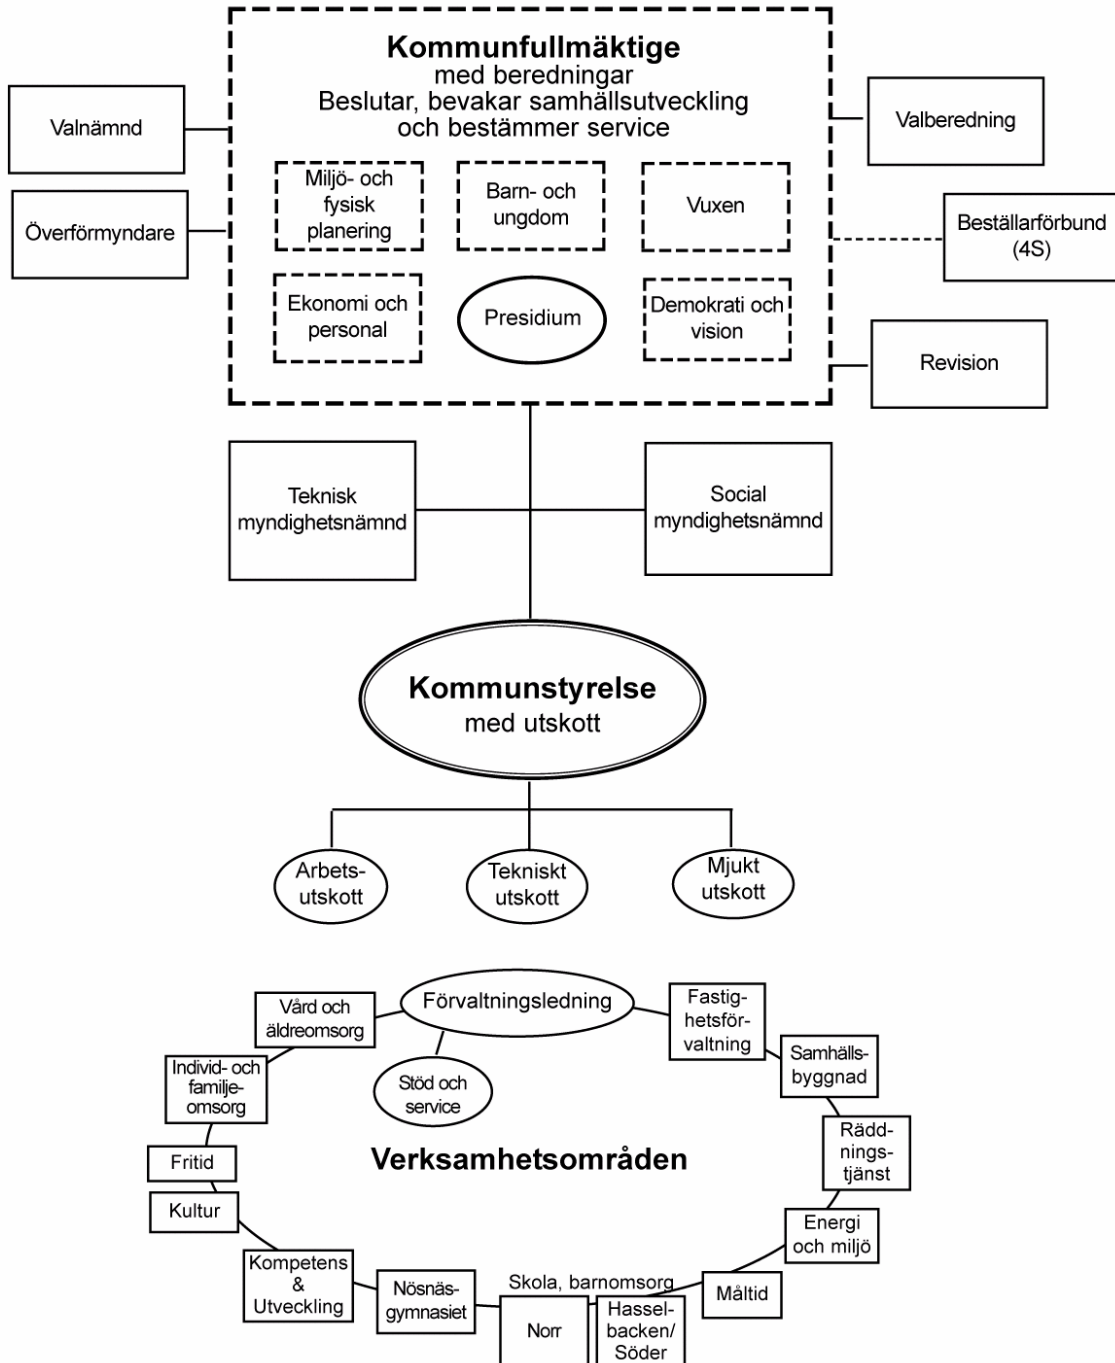 Kommunfullmäktige
med beredningar
Beslutar, bevakar samhällsutveckling
och bestämmer service
Valnämnd
Överförmyndare
Valberedning
Beställarförbund
(4S)
Revision
Miljö- och
fysisk
planering
Barn- och
ungdom
Vuxen
Ekonomi och
personal
Presidium
Demokrati och
vision
Teknisk
myndighetsnämnd
Social
myndighetsnämnd
Kommunstyrelse
med utskott
Arbets-
utskott
Tekniskt
utskott
Mjukt
utskott
Förvaltningsledning
Stöd och
service
Vård och
äldreomsorg
Individ- och
familje-
omsorg
Fritid
Kultur
Kompetens
&
Utveckling
Nösnäs-
gymnasiet
Skola, barnomsorg
Norr
Hassel-
backen/
Söder
Måltid
Energi
och miljö
Rädd-
nings-
tjänst
Samhälls-
byggnad
Fastig-
hetsför-
valtning
Verksamhetsområden